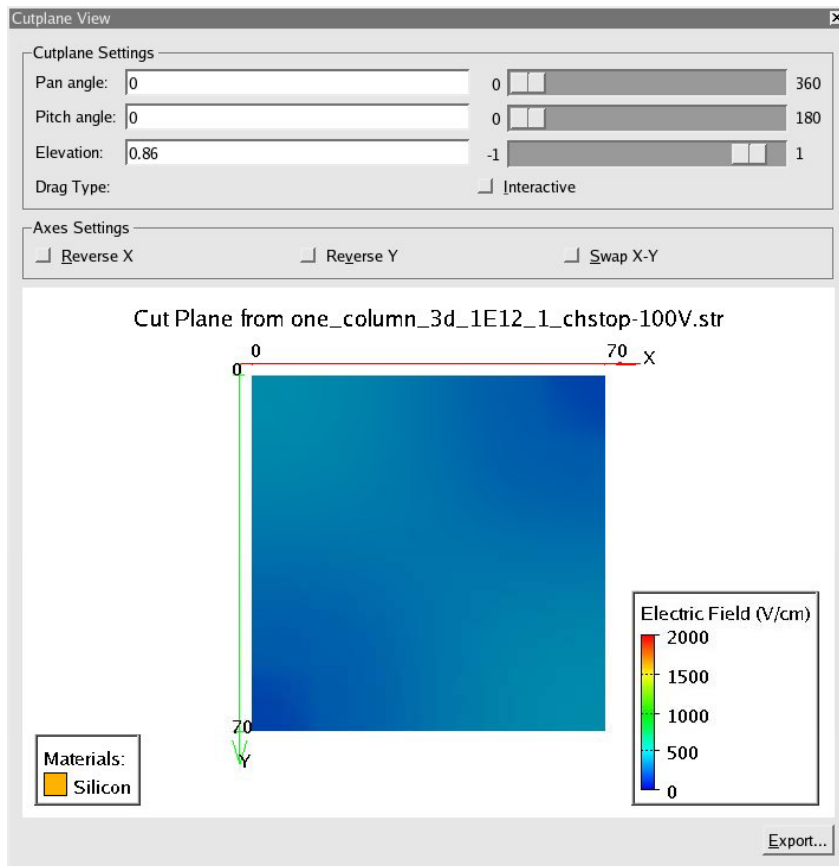 Cutplane View
Cutplane Settings
Pan angle: 0 0 360
Pitch angle: 0 0 180
Elevation: 0.86 -1 1
Drag Type: Interactive
Axes Settings
Reverse X Reverse Y Swap X-Y
Cut Plane from one_column_3d_1E12_1_chstop-100V.str
0 70 X
0
70
Y
Electric Field (V/cm)
2000
1500
1000
500
0
Materials:
Silicon
Export...